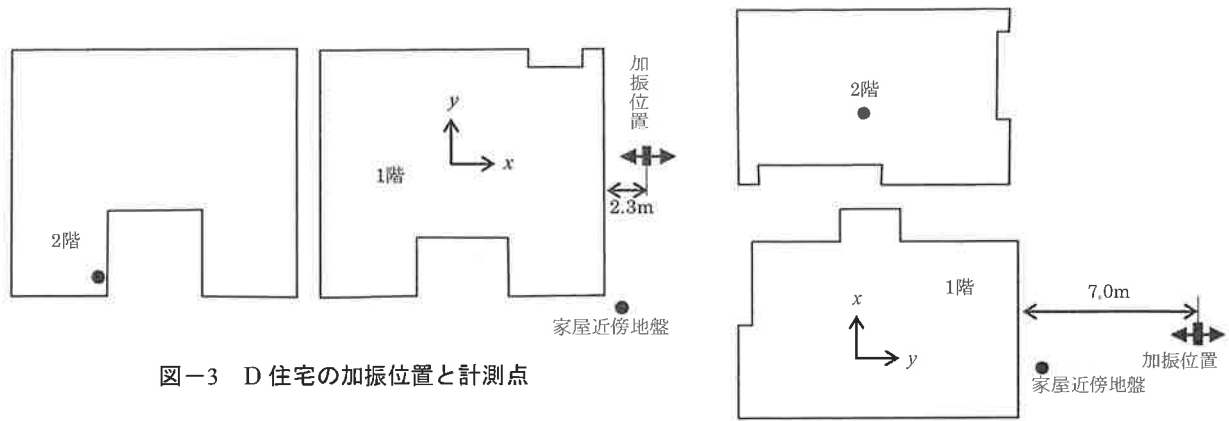 加振位置
y
x
1階
2.3m
2階
家屋近傍地盤
図－3　D 住宅の加振位置と計測点
2階
1階
x
y
7.0m
加振位置
家屋近傍地盤